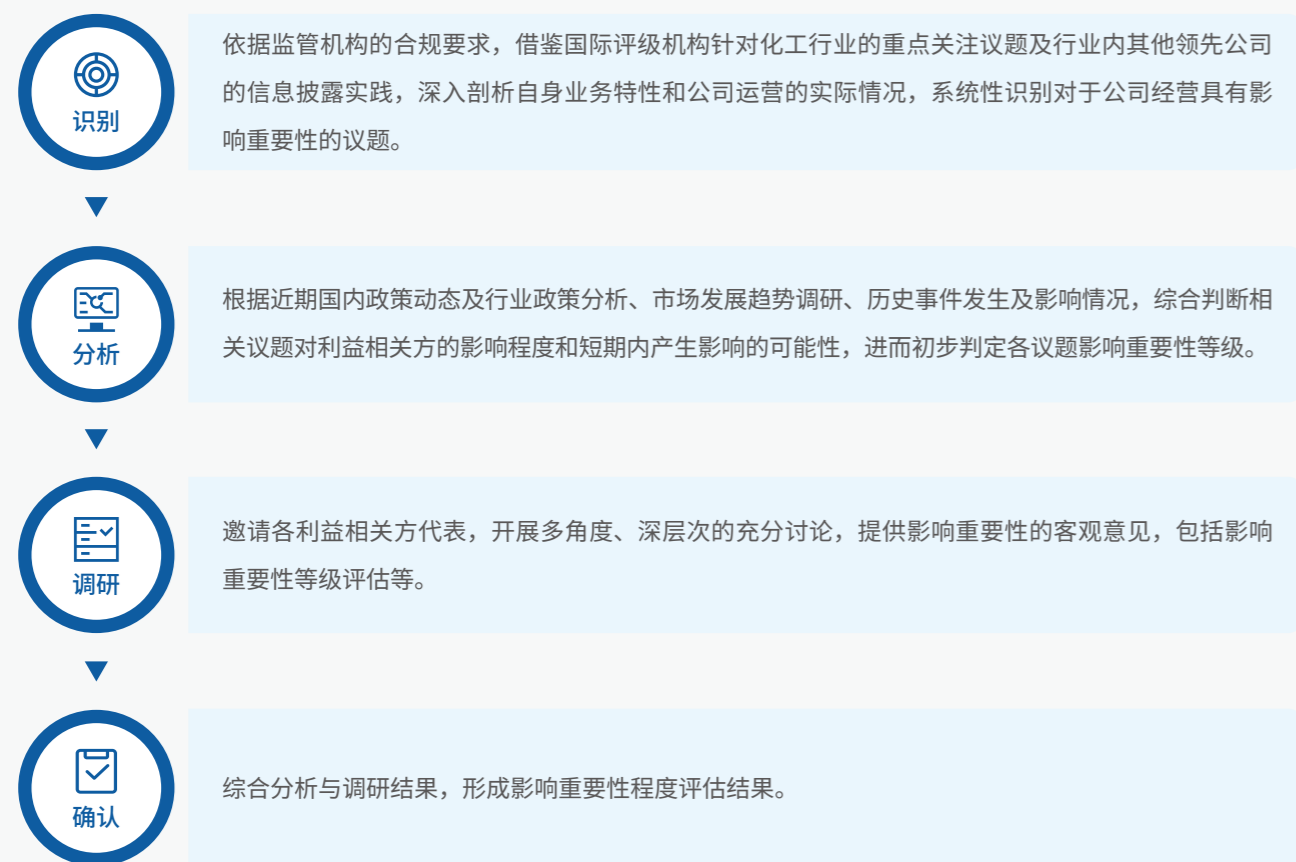 识别
依据监管机构的合规要求，借鉴国际评级机构针对化工行业的重点关注议题及行业内其他领先公司
的信息披露实践，深入剖析自身业务特性和公司运营的实际情况，系统性识别对于公司经营具有影
响重要性的议题。
分析
根据近期国内政策动态及行业政策分析、市场发展趋势调研、历史事件发生及影响情况，综合判断相
关议题对利益相关方的影响程度和短期内产生影响的可能性，进而初步判定各议题影响重要性等级。
调研
邀请各利益相关方代表，开展多角度、深层次的充分讨论，提供影响重要性的客观意见，包括影响
重要性等级评估等。
确认
综合分析与调研结果，形成影响重要性程度评估结果。